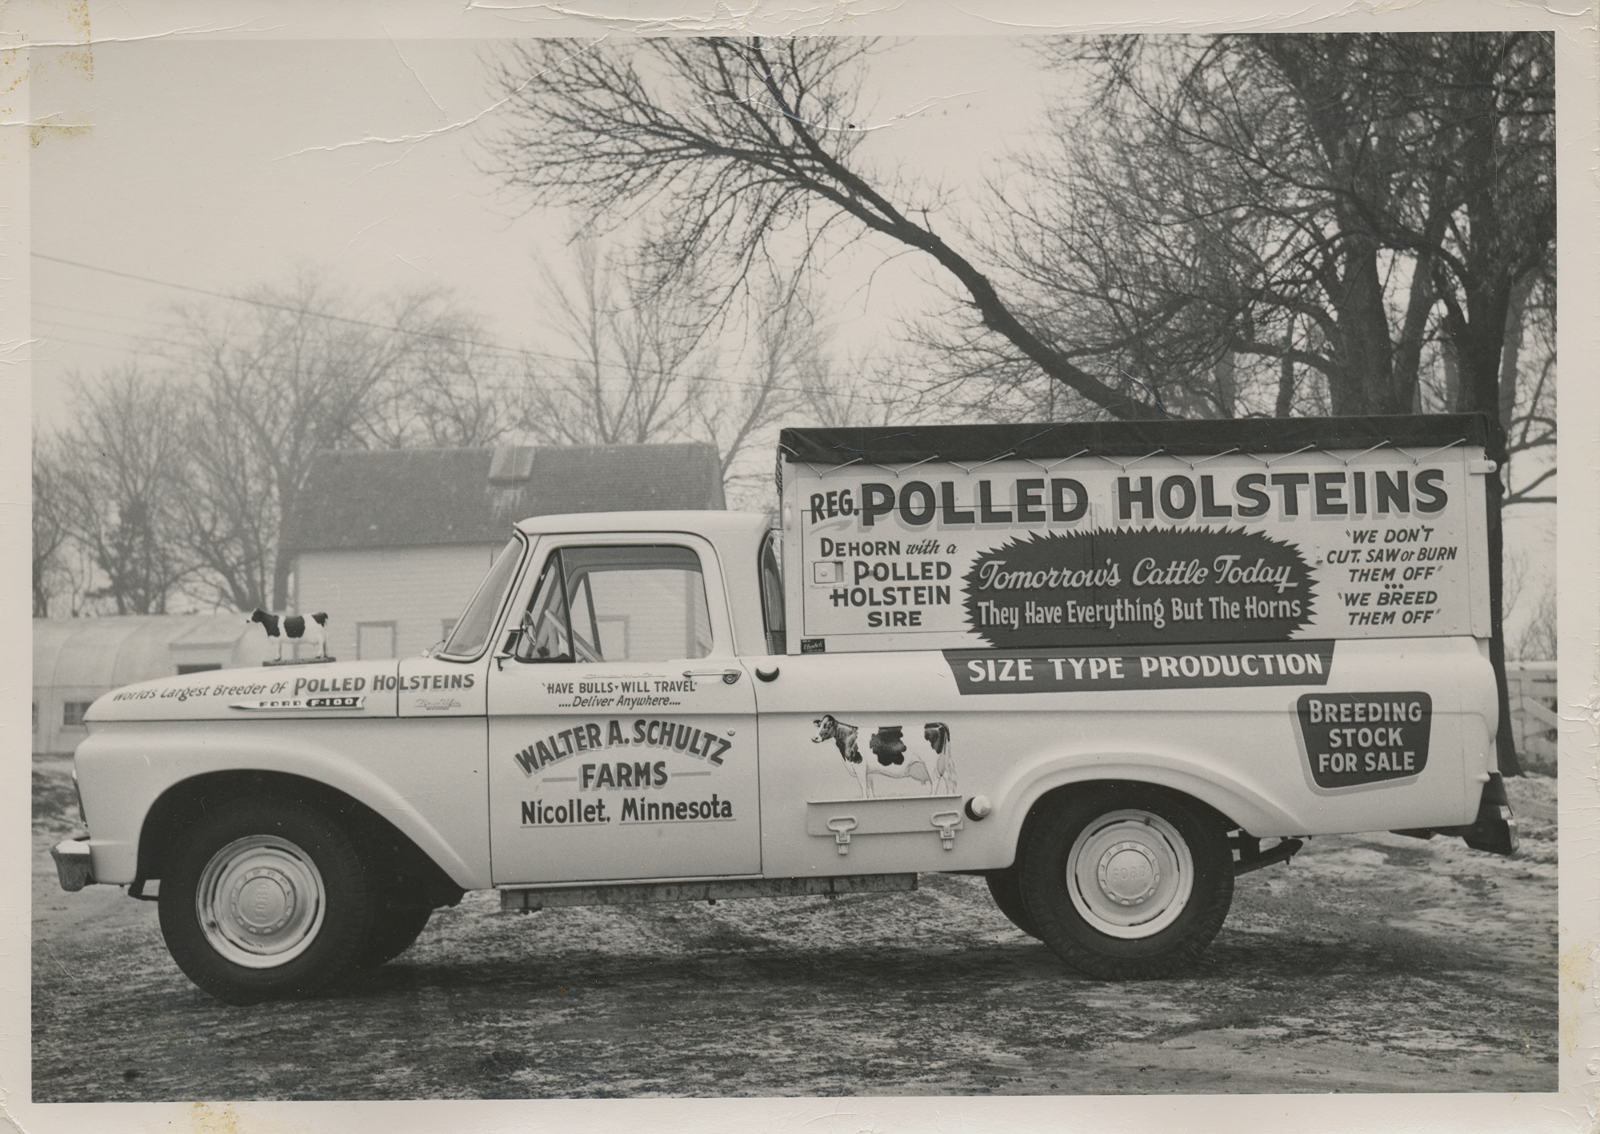 REG. POLLED HOLSTEINS
DEHORN with a
POLLED
HOLSTEIN
SIRE
Tomorrow's Cattle Today
They Have Everything But The Horns
"WE DON'T
CUT, SAW or BURN
THEM OFF"
"WE BREED
THEM OFF"
SIZE TYPE PRODUCTION
BREEDING
STOCK
FOR SALE
World's Largest Breeder Of POLLED HOLSTEINS
FORD F-100
"HAVE BULLS - WILL TRAVEL"
....Deliver Anywhere....
WALTER A. SCHULTZ
FARMS
Nicollet, Minnesota
FORD
FORD